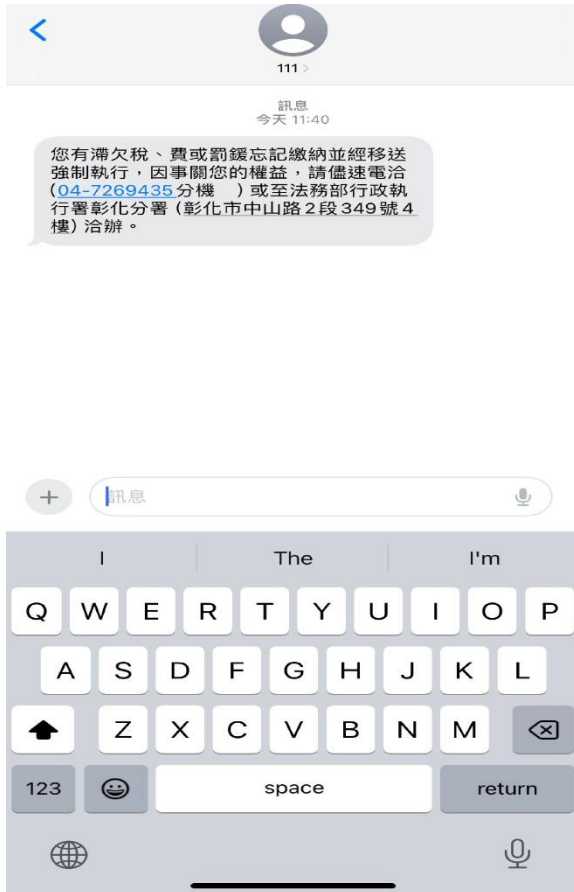 111 >
訊息
今天 11:40
您有滯欠稅、費或罰鍰忘記繳納並經移送
強制執行，因事關您的權益，請儘速電洽
(04-7269435分機　) 或至法務部行政執
行署彰化分署 (彰化市中山路2段349號4
樓) 洽辦。
訊息
I The I'm
Q W E R T Y U I O P
A S D F G H J K L
Z X C V B N M
123 space return